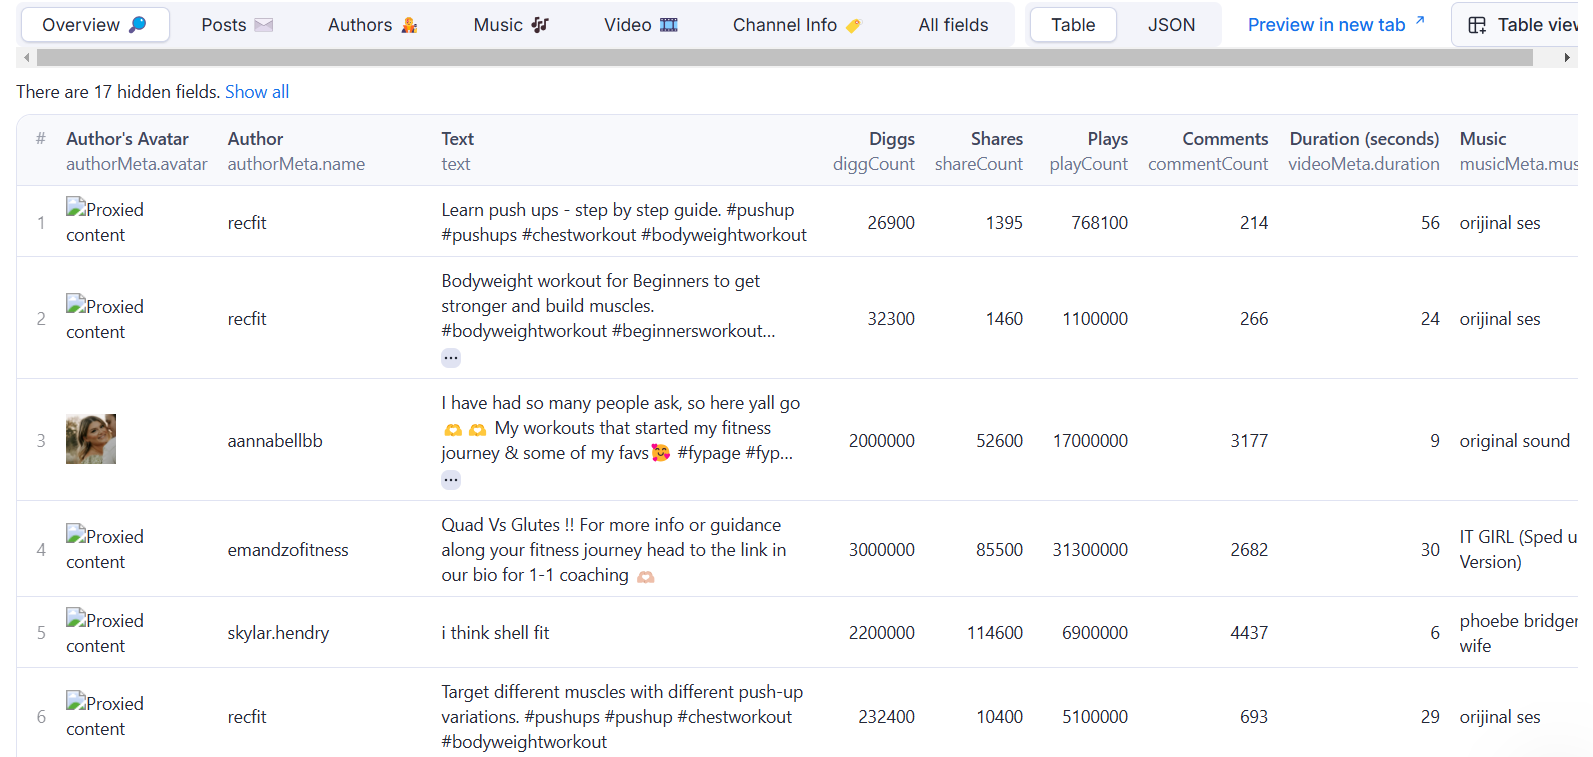 Overview 🔎 Posts ✉️ Authors 🧑‍🎤 Music 🎶 Video 🎞️ Channel Info 🏷️ All fields Table JSON Preview in new tab ↗ Table view
There are 17 hidden fields. Show all
# Author's Avatar Author Text Diggs Shares Plays Comments Duration (seconds) Music
authorMeta.avatar authorMeta.name text diggCount shareCount playCount commentCount videoMeta.duration musicMeta.mus
1 Proxied content recfit Learn push ups - step by step guide. #pushup
#pushups #chestworkout #bodyweightworkout 26900 1395 768100 214 56 orijinal ses
2 Proxied content recfit Bodyweight workout for Beginners to get
stronger and build muscles.
#bodyweightworkout #beginnersworkout...
... 32300 1460 1100000 266 24 orijinal ses
3 aannabellbb I have had so many people ask, so here yall go
🫶 🫶 My workouts that started my fitness
journey & some of my favs🥰 #fypage #fyp...
... 2000000 52600 17000000 3177 9 original sound
4 Proxied content emandzofitness Quad Vs Glutes !! For more info or guidance
along your fitness journey head to the link in
our bio for 1-1 coaching 🫶🏻 3000000 85500 31300000 2682 30 IT GIRL (Sped u
Version)
5 Proxied content skylar.hendry i think shell fit 2200000 114600 6900000 4437 6 phoebe bridger
wife
6 Proxied content recfit Target different muscles with different push-up
variations. #pushups #pushup #chestworkout
#bodyweightworkout 232400 10400 5100000 693 29 orijinal ses